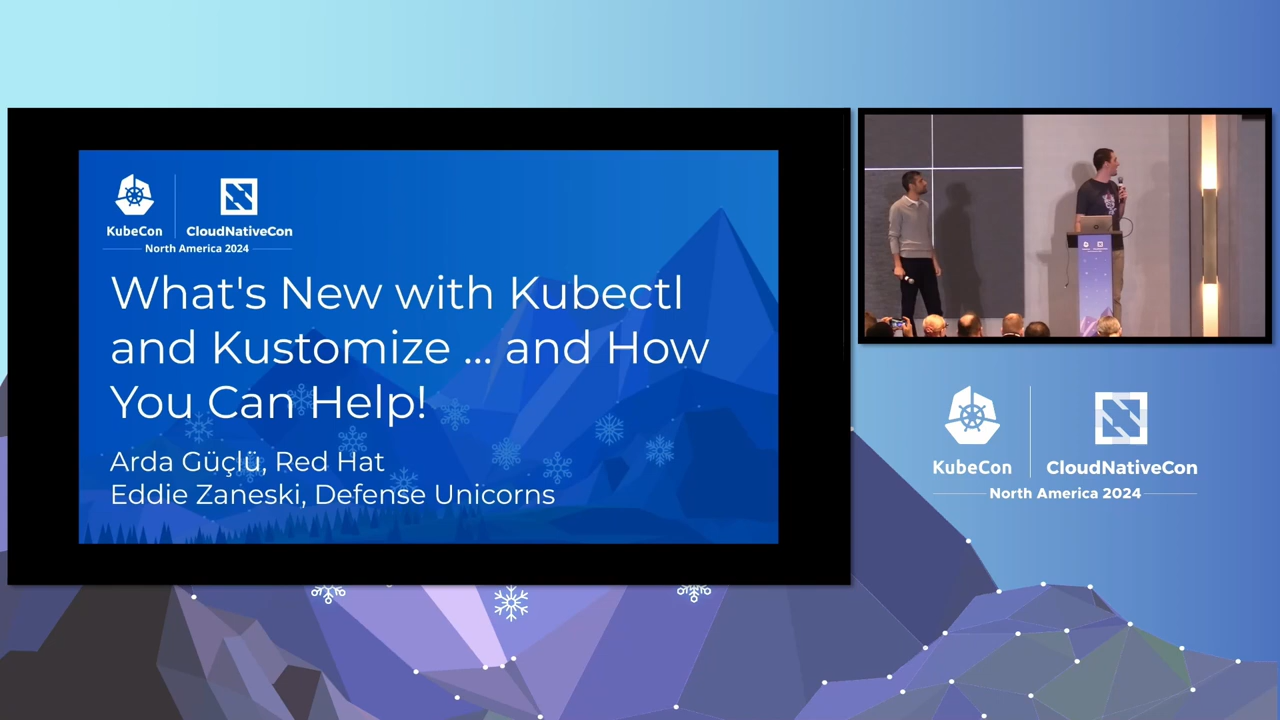 KubeCon
CloudNativeCon
North America 2024
What's New with Kubectl
and Kustomize ... and How
You Can Help!
Arda Güçlü, Red Hat
Eddie Zaneski, Defense Unicorns
KubeCon
CloudNativeCon
North America 2024